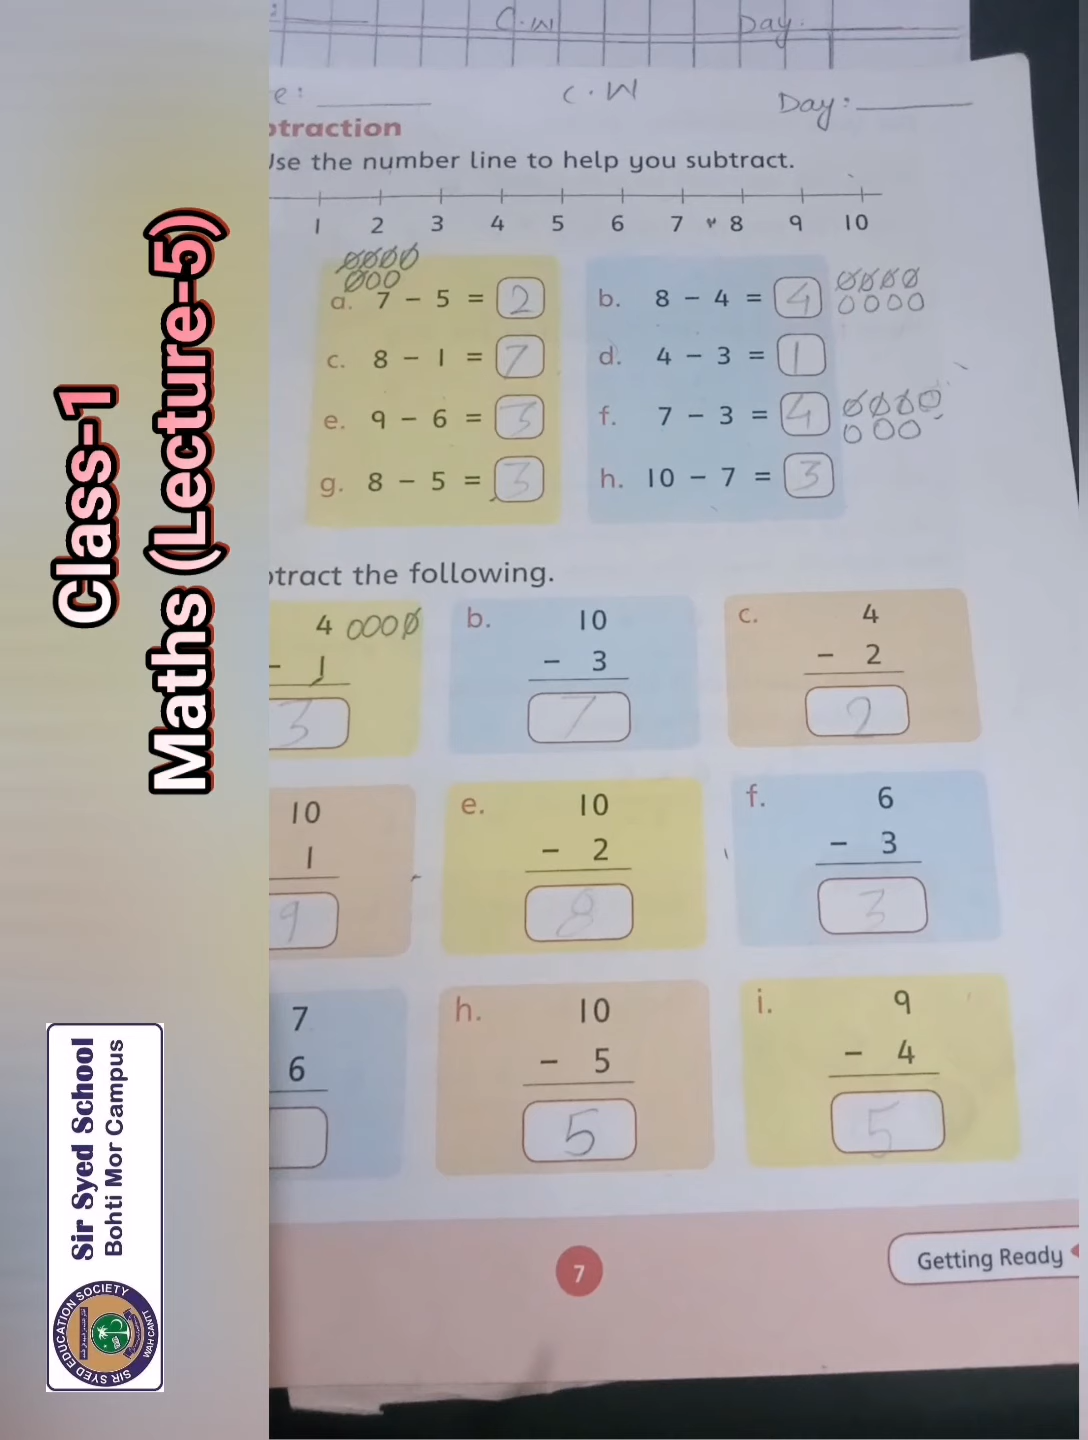 C.W Day:
e: C.W Day:
otraction
Use the number line to help you subtract.
1 2 3 4 5 6 7 8 9 10
a. 7 - 5 = 2 b. 8 - 4 = 4
c. 8 - 1 = 7 d. 4 - 3 = 1
e. 9 - 6 = 3 f. 7 - 3 = 4
g. 8 - 5 = 3 h. 10 - 7 = 3
otract the following.
4 b. 10 c. 4
- 1 - 3 - 2
3 7 2
10 e. 10 f. 6
1 - 2 - 3
9 8 3
7 h. 10 i. 9
6 - 5 - 4
5 5
7 Getting Ready
Class-1
Maths (Lecture-5)
Sir Syed School
Bohti Mor Campus
SIR SYED EDUCATION SOCIETY
WAH CANTT